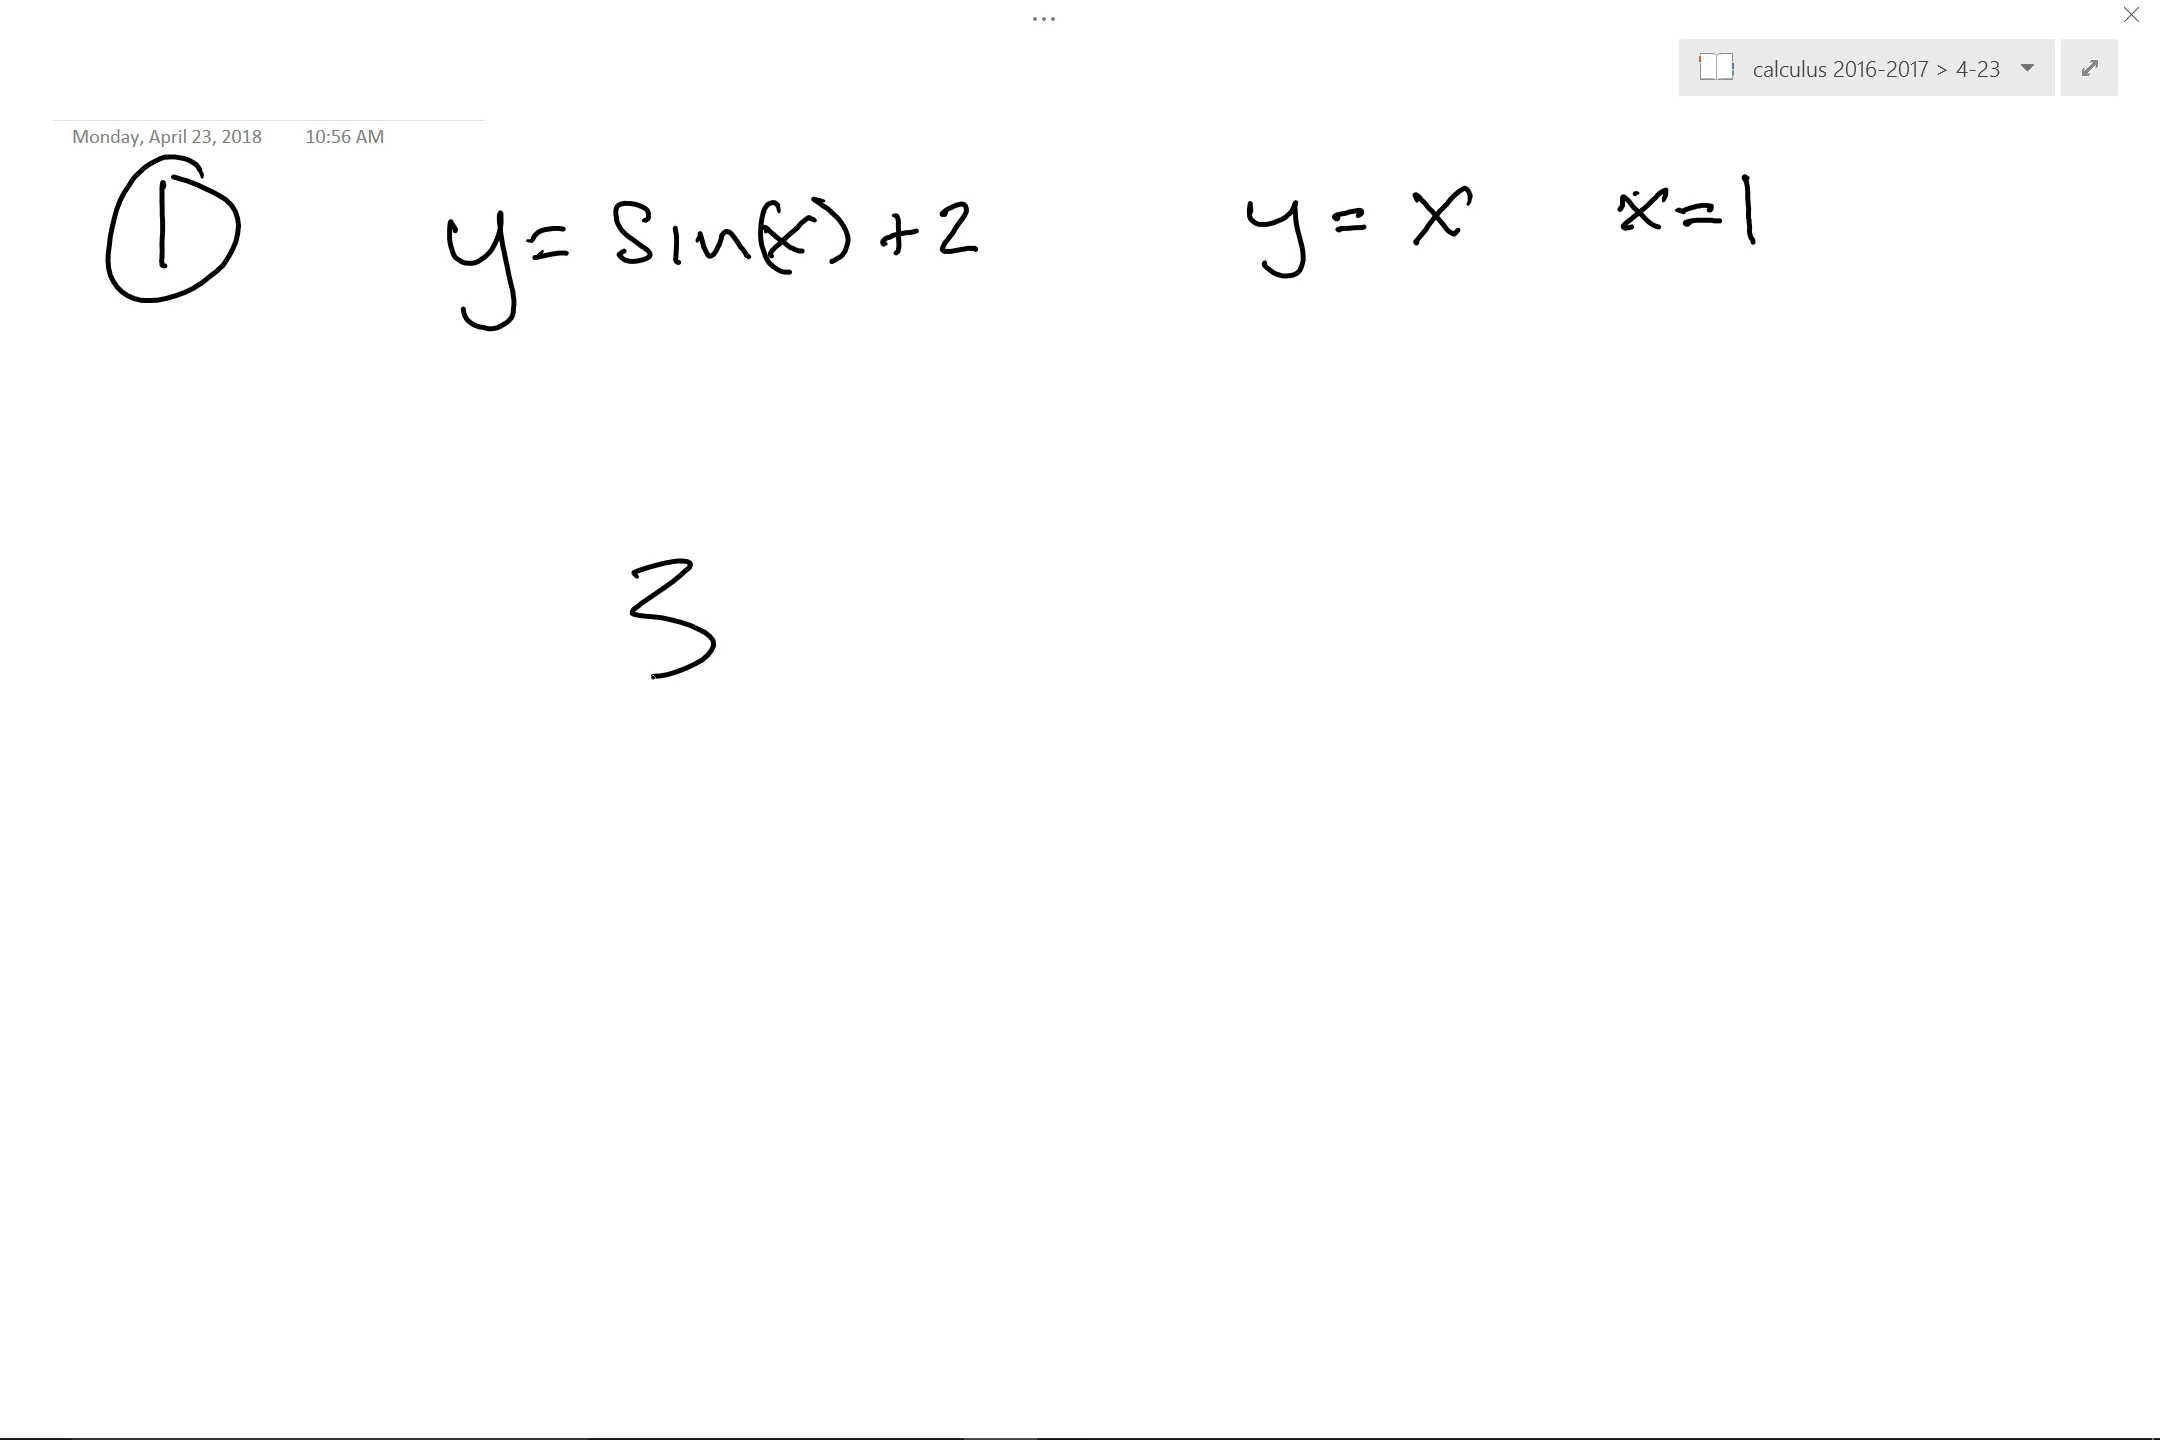 calculus 2016-2017 > 4-23
Monday, April 23, 2018 10:56 AM
1 y = sin(x) + 2 y = x x = 1
3